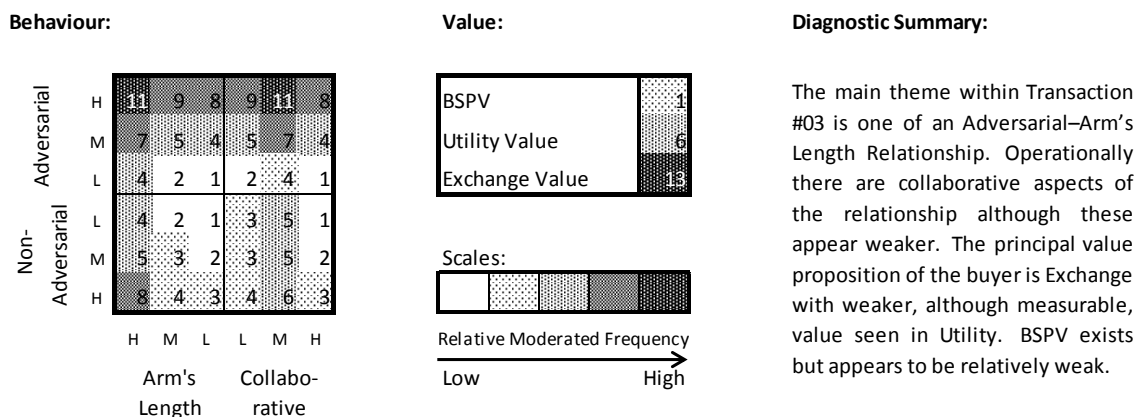 Behaviour:
Value:
Diagnostic Summary:
Adversarial
Non-
Adversarial
H 11 9 8 9 11 8
M 7 5 4 5 7 4
L 4 2 1 2 4 1
L 4 2 1 3 5 1
M 5 3 2 3 5 2
H 8 4 3 4 6 3
H M L L M H
Arm's
Length
Collabo-
rative
BSPV 1
Utility Value 6
Exchange Value 13
Scales:
Relative Moderated Frequency
Low High
The main theme within Transaction
#03 is one of an Adversarial–Arm’s
Length Relationship. Operationally
there are collaborative aspects of
the relationship although these
appear weaker. The principal value
proposition of the buyer is Exchange
with weaker, although measurable,
value seen in Utility. BSPV exists
but appears to be relatively weak.